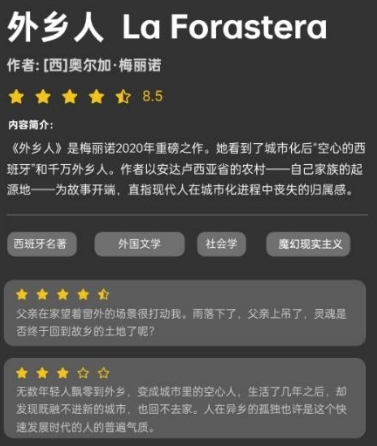 外乡人 La Forastera
作者: [西]奥尔加·梅丽诺
8.5
内容简介：
《外乡人》是梅丽诺2020年重磅之作。她看到了城市化后“空心的西
班牙”和千万外乡人。作者以安达卢西亚省的农村——自己家族的起
源地——为故事开端，直指现代人在城市化进程中丧失的归属感。
西班牙名著 外国文学 社会学 魔幻现实主义
父亲在家望着窗外的场景很打动我。雨落下了，父亲上吊了，灵魂是
否终于回到故乡的土地了呢？
无数年轻人飘零到外乡，变成城市里的空心人，生活了几年之后，却
发现既融不进新的城市，也回不去家。人在异乡的孤独也许是这个快
速发展时代的人的普遍气质。